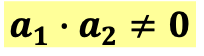 a₁ · a₂ ≠ 0